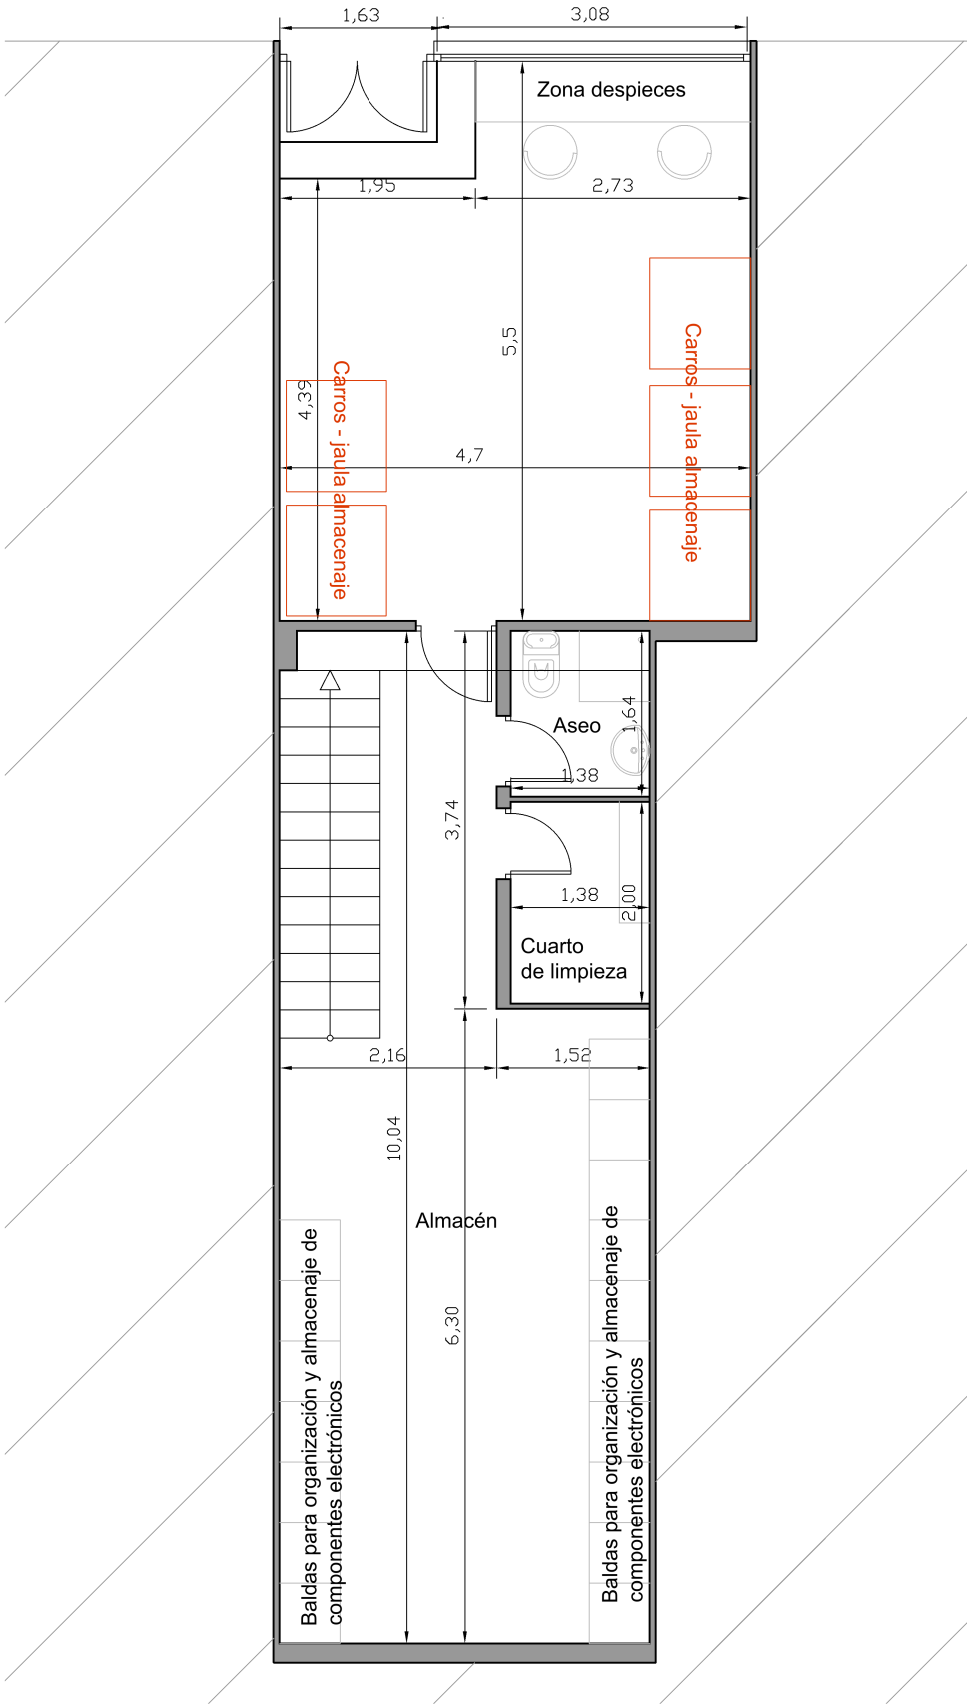 1,63
3,08
Zona despieces
1,95
2,73
5,5
4,39
Carros - jaula almacenaje
Carros - jaula almacenaje
4,7
1,64
Aseo
1,38
3,74
1,38
2,00
Cuarto
de limpieza
2,16
1,52
10,04
Almacén
6,30
Baldas para organización y almacenaje de
componentes electrónicos
Baldas para organización y almacenaje de
componentes electrónicos